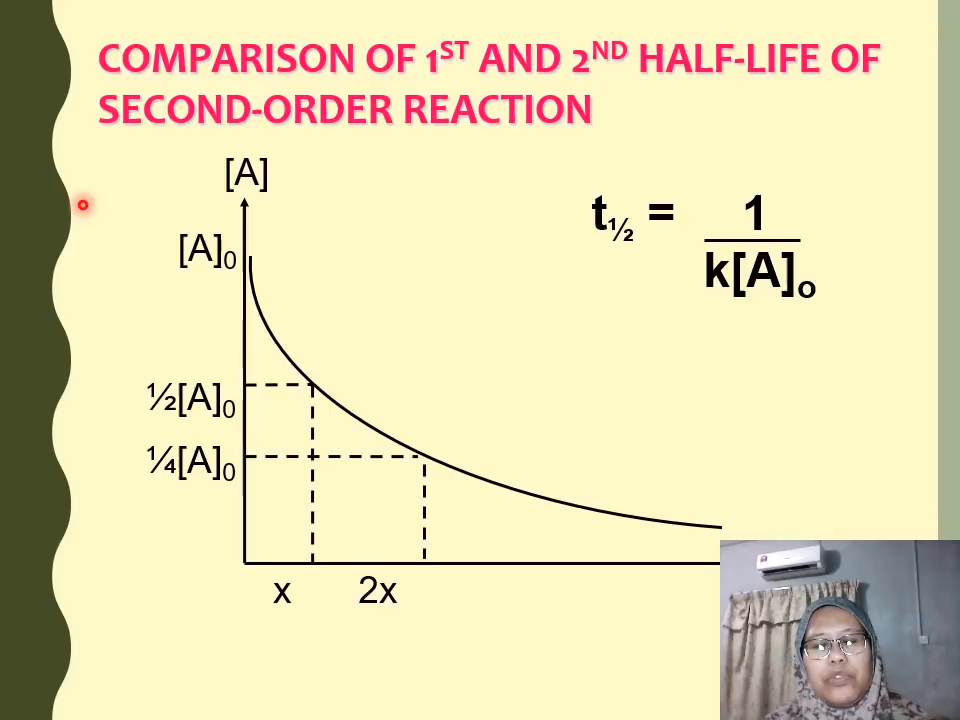 COMPARISON OF 1ST AND 2ND HALF-LIFE OF
SECOND-ORDER REACTION
[A]
t½ = 1
k[A]o
[A]0
½[A]0
¼[A]0
x 2x